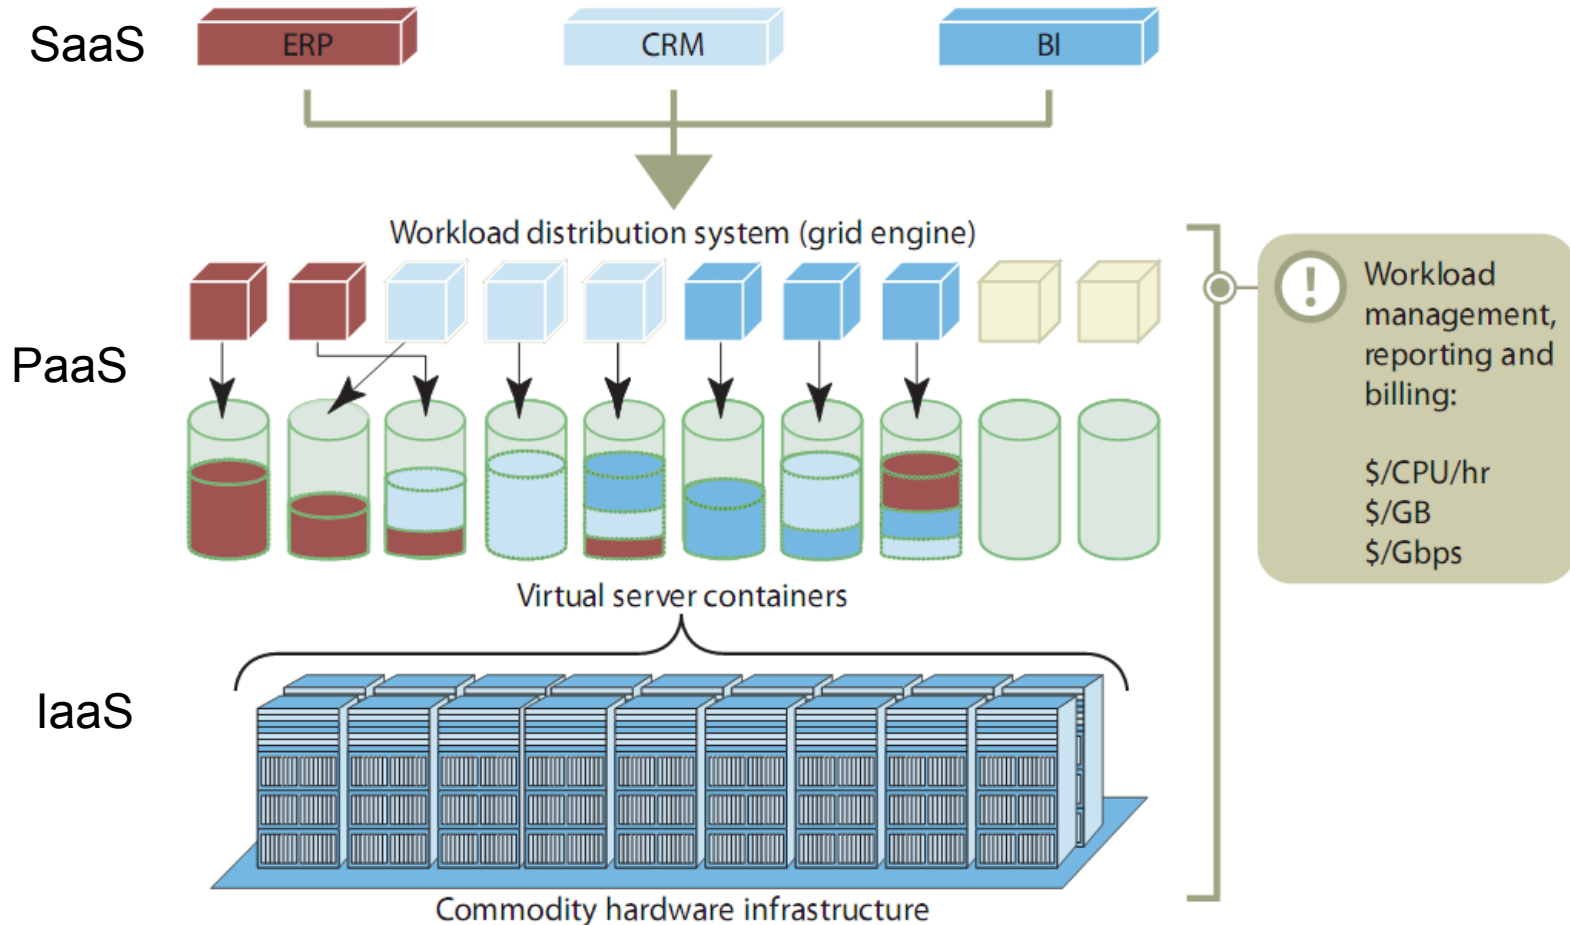 SaaS
ERP
CRM
BI
Workload distribution system (grid engine)
PaaS
!
Workload
management,
reporting and
billing:
$/CPU/hr
$/GB
$/Gbps
Virtual server containers
IaaS
Commodity hardware infrastructure